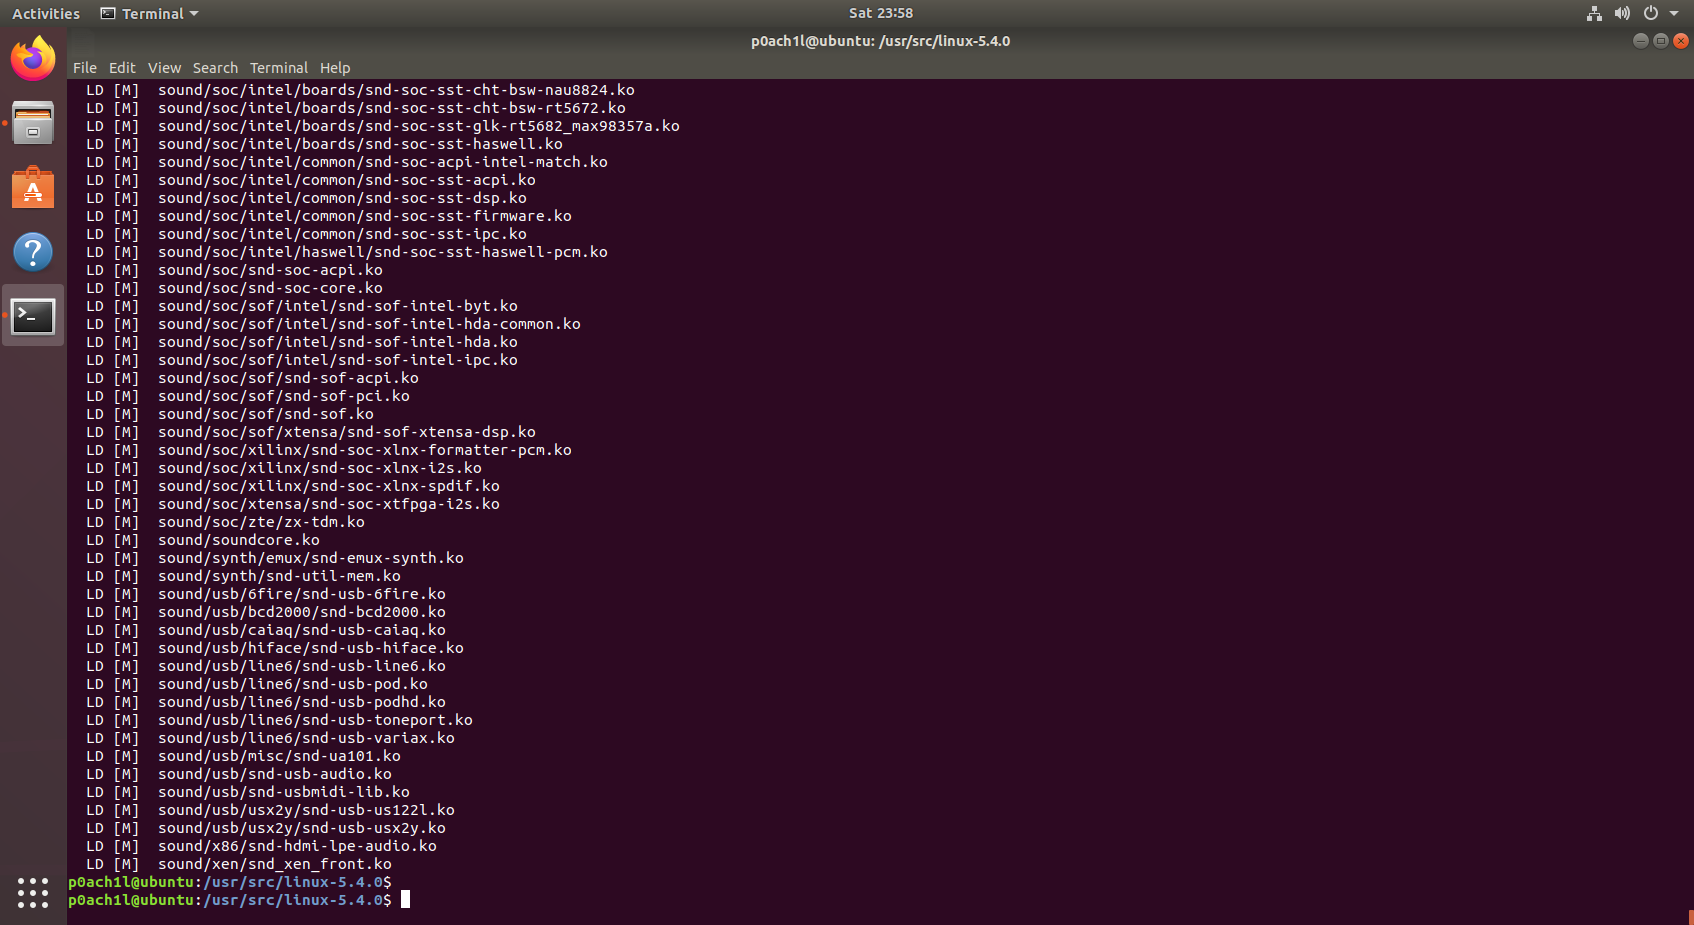 Activities Terminal Sat 23:58
p0ach1l@ubuntu: /usr/src/linux-5.4.0
File Edit View Search Terminal Help
LD [M] sound/soc/intel/boards/snd-soc-sst-cht-bsw-nau8824.ko
LD [M] sound/soc/intel/boards/snd-soc-sst-cht-bsw-rt5672.ko
LD [M] sound/soc/intel/boards/snd-soc-sst-glk-rt5682_max98357a.ko
LD [M] sound/soc/intel/boards/snd-soc-sst-haswell.ko
LD [M] sound/soc/intel/common/snd-soc-acpi-intel-match.ko
LD [M] sound/soc/intel/common/snd-soc-sst-acpi.ko
LD [M] sound/soc/intel/common/snd-soc-sst-dsp.ko
LD [M] sound/soc/intel/common/snd-soc-sst-firmware.ko
LD [M] sound/soc/intel/common/snd-soc-sst-ipc.ko
LD [M] sound/soc/intel/haswell/snd-soc-sst-haswell-pcm.ko
LD [M] sound/soc/snd-soc-acpi.ko
LD [M] sound/soc/snd-soc-core.ko
LD [M] sound/soc/sof/intel/snd-sof-intel-byt.ko
LD [M] sound/soc/sof/intel/snd-sof-intel-hda-common.ko
LD [M] sound/soc/sof/intel/snd-sof-intel-hda.ko
LD [M] sound/soc/sof/intel/snd-sof-intel-ipc.ko
LD [M] sound/soc/sof/snd-sof-acpi.ko
LD [M] sound/soc/sof/snd-sof-pci.ko
LD [M] sound/soc/sof/snd-sof.ko
LD [M] sound/soc/sof/xtensa/snd-sof-xtensa-dsp.ko
LD [M] sound/soc/xilinx/snd-soc-xlnx-formatter-pcm.ko
LD [M] sound/soc/xilinx/snd-soc-xlnx-i2s.ko
LD [M] sound/soc/xilinx/snd-soc-xlnx-spdif.ko
LD [M] sound/soc/xtensa/snd-soc-xtfpga-i2s.ko
LD [M] sound/soc/zte/zx-tdm.ko
LD [M] sound/soundcore.ko
LD [M] sound/synth/emux/snd-emux-synth.ko
LD [M] sound/synth/snd-util-mem.ko
LD [M] sound/usb/6fire/snd-usb-6fire.ko
LD [M] sound/usb/bcd2000/snd-bcd2000.ko
LD [M] sound/usb/caiaq/snd-usb-caiaq.ko
LD [M] sound/usb/hiface/snd-usb-hiface.ko
LD [M] sound/usb/line6/snd-usb-line6.ko
LD [M] sound/usb/line6/snd-usb-pod.ko
LD [M] sound/usb/line6/snd-usb-podhd.ko
LD [M] sound/usb/line6/snd-usb-toneport.ko
LD [M] sound/usb/line6/snd-usb-variax.ko
LD [M] sound/usb/misc/snd-ua101.ko
LD [M] sound/usb/snd-usb-audio.ko
LD [M] sound/usb/snd-usbmidi-lib.ko
LD [M] sound/usb/usx2y/snd-usb-us122l.ko
LD [M] sound/usb/usx2y/snd-usb-usx2y.ko
LD [M] sound/x86/snd-hdmi-lpe-audio.ko
LD [M] sound/xen/snd_xen_front.ko
p0ach1l@ubuntu:/usr/src/linux-5.4.0$
p0ach1l@ubuntu:/usr/src/linux-5.4.0$